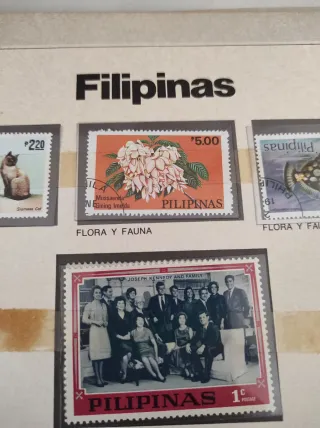 Filipinas
₱2.20
Siamese Cat
₱5.00
Mussaenda
PILIPINAS
Pilipinas
FLORA Y FAUNA
FLORA Y FAU
JOSEPH KENNEDY AND FAMILY
PILIPINAS
1c
POSTAGE